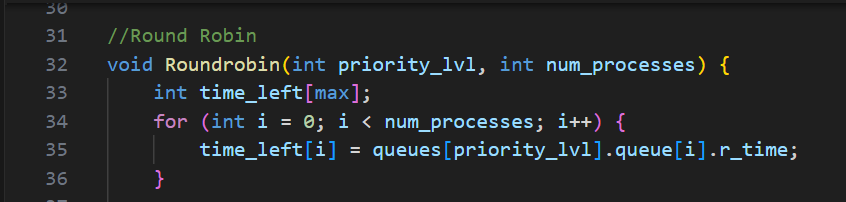 30
31 //Round Robin
32 void Roundrobin(int priority_lvl, int num_processes) {
33 int time_left[max];
34 for (int i = 0; i < num_processes; i++) {
35 time_left[i] = queues[priority_lvl].queue[i].r_time;
36 }